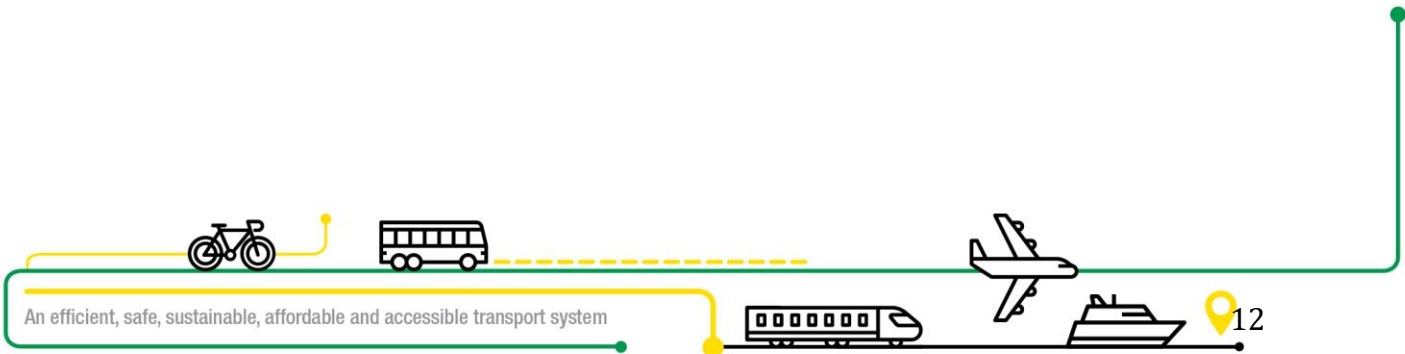 An efficient, safe, sustainable, affordable and accessible transport system
12